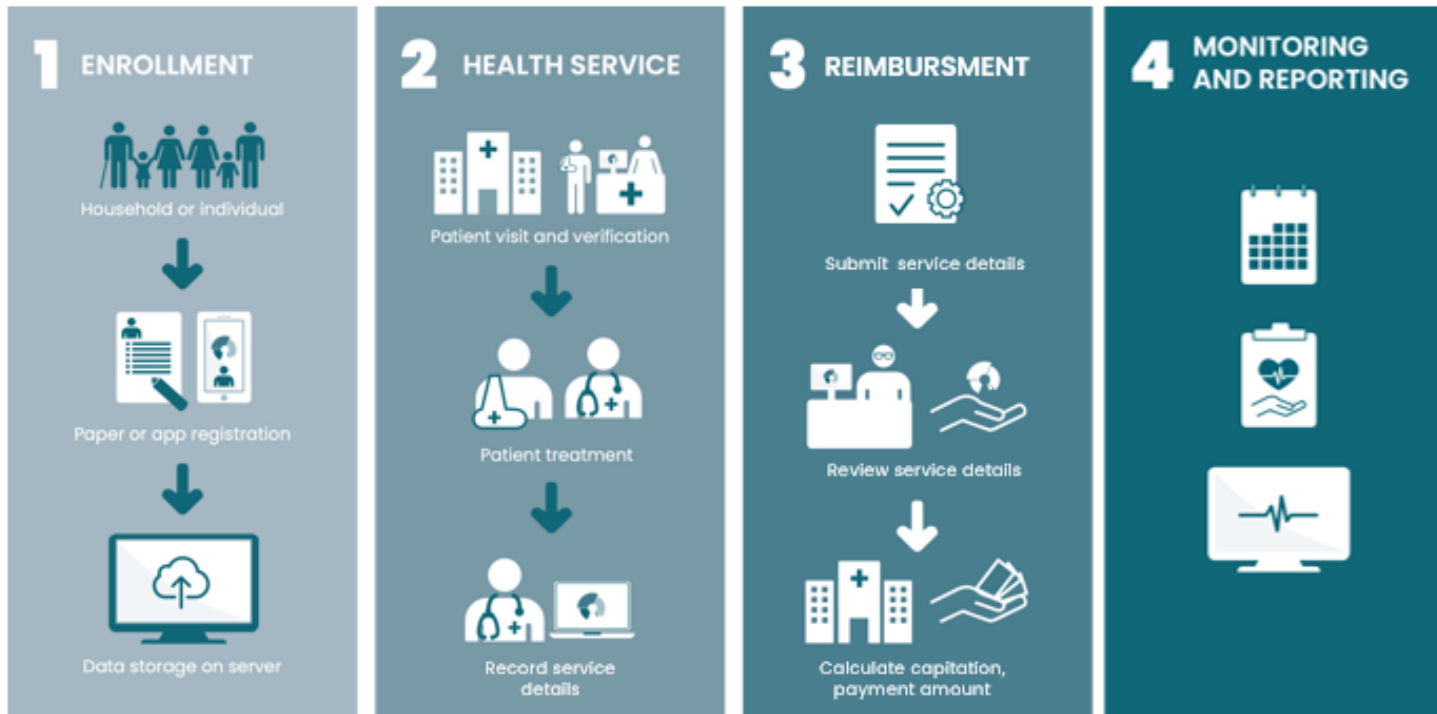 1 ENROLLMENT
Household or individual
Paper or app registration
Data storage on server
2 HEALTH SERVICE
Patient visit and verification
Patient treatment
Record service
details
3 REIMBURSMENT
Submit service details
Review service details
Calculate capitation,
payment amount
4 MONITORING
AND REPORTING